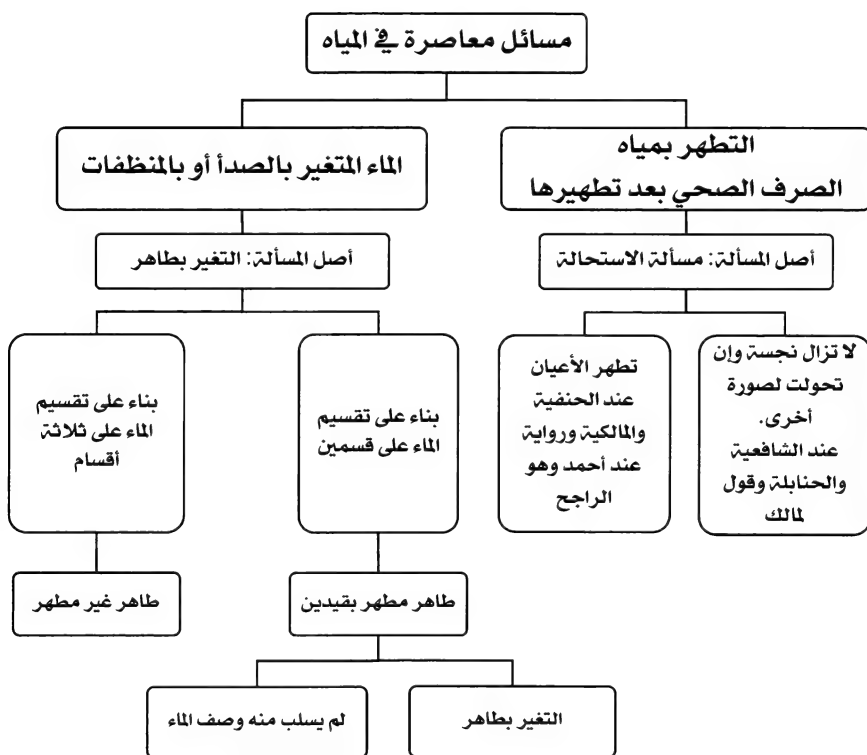 مسائل معاصرة في المياه
التطهر بمياه
الصرف الصحي بعد تطهيرها
الماء المتغير بالصدأ أو بالمنظفات
أصل المسألة: مسألة الاستحالة
أصل المسألة: التغير بطاهر
لا تزال نجسة وإن
تحولت لصورة
أخرى.
عند الشافعية
والحنابلة وقول
لمالك
تطهر الأعيان
عند الحنفية
والمالكية ورواية
عند أحمد وهو
الراجح
بناء على تقسيم
الماء على قسمين
بناء على تقسيم
الماء على ثلاثة
أقسام
طاهر مطهر بقيدين
طاهر غير مطهر
التغير بطاهر
لم يسلب منه وصف الماء